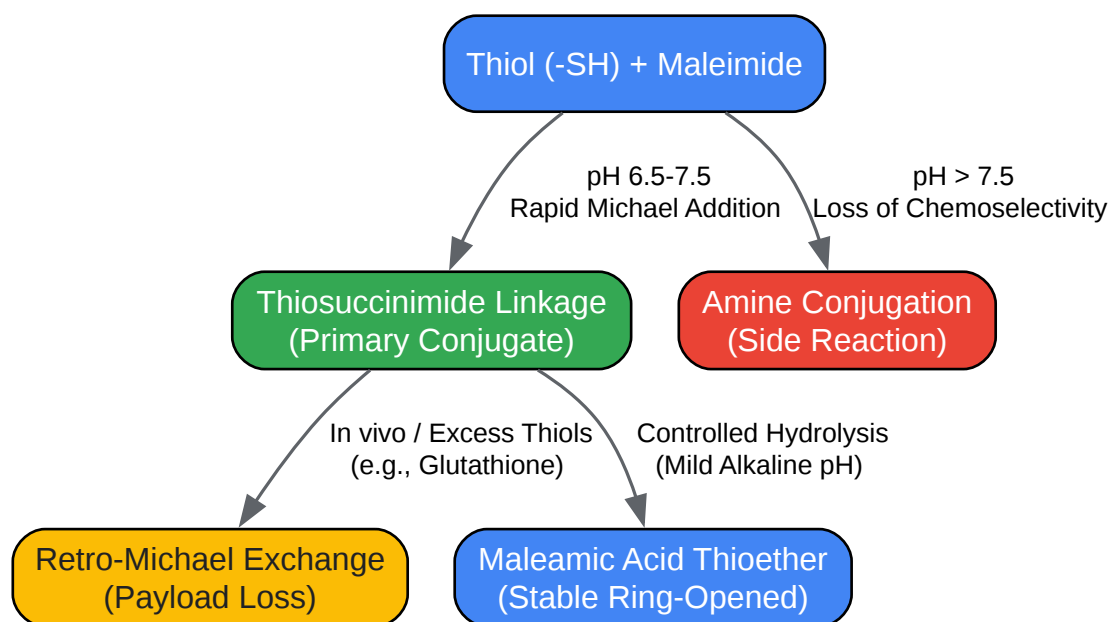 Thiol (-SH) + Maleimide
pH 6.5-7.5
Rapid Michael Addition
pH > 7.5
Loss of Chemoselectivity
Thiosuccinimide Linkage
(Primary Conjugate)
Amine Conjugation
(Side Reaction)
In vivo / Excess Thiols
(e.g., Glutathione)
Controlled Hydrolysis
(Mild Alkaline pH)
Retro-Michael Exchange
(Payload Loss)
Maleamic Acid Thioether
(Stable Ring-Opened)